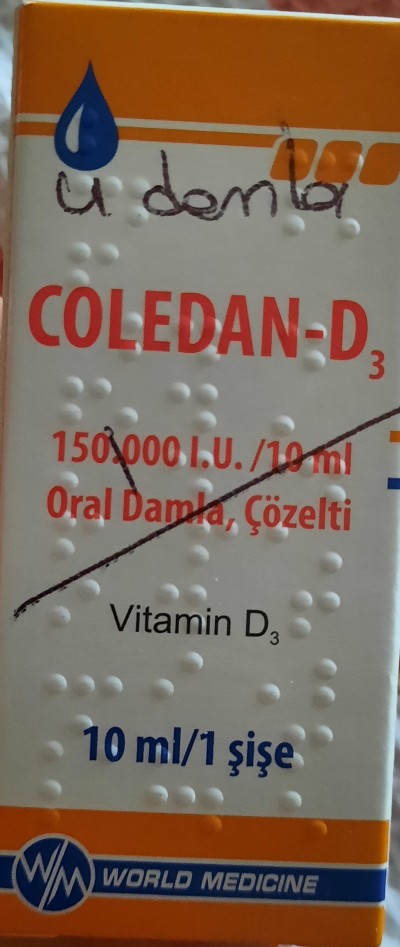 4 damla
COLEDAN-D3
150.000 I.U./10 ml
Oral Damla, Çözelti
Vitamin D3
10 ml/1 şişe
WM WORLD MEDICINE